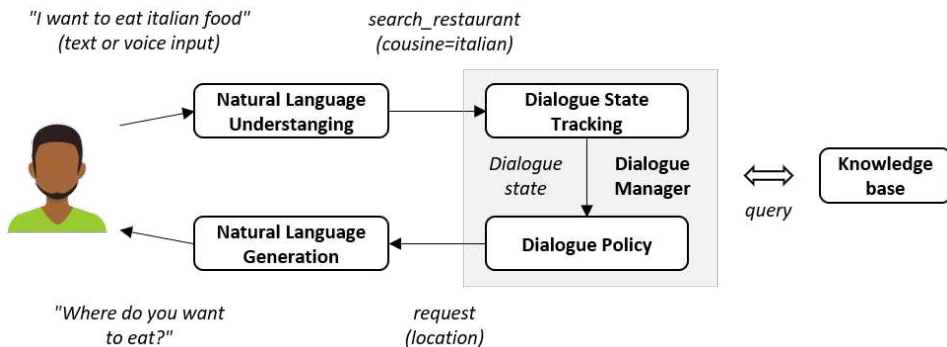 "I want to eat italian food"
(text or voice input)
search_restaurant
(cousine=italian)
Natural Language
Understanging
Dialogue State
Tracking
Dialogue
state
Dialogue
Manager
query
Knowledge
base
Natural Language
Generation
Dialogue Policy
"Where do you want
to eat?"
request
(location)